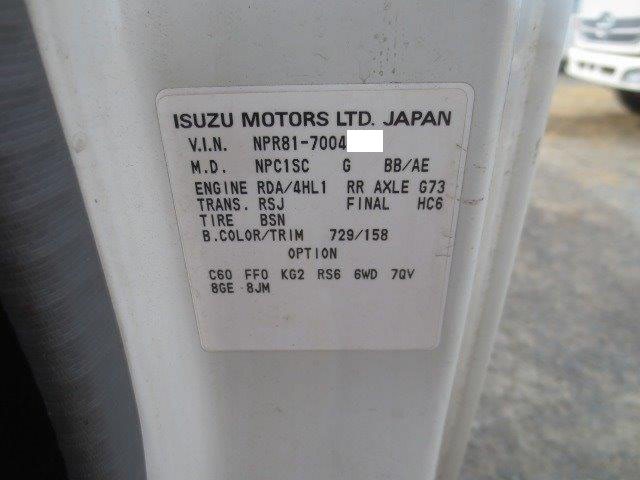 ISUZU MOTORS LTD. JAPAN
V.I.N. NPR81-7004
M.D. NPC1SC G BB/AE
ENGINE RDA/4HL1 RR AXLE G73
TRANS. RSJ FINAL HC6
TIRE BSN
B.COLOR/TRIM 729/158
OPTION
C60 FF0 KG2 RS6 6WD 7QV
8GE 8JM